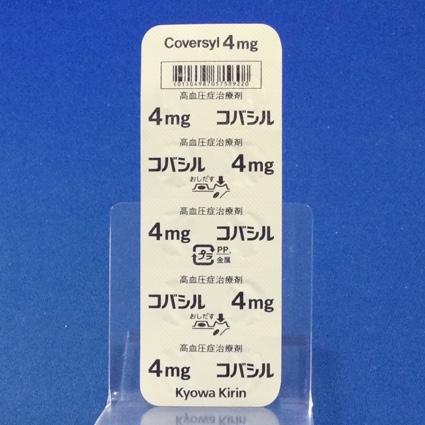 Coversyl 4mg
(01)04987057589220
高血圧症治療剤
4mg コバシル
高血圧症治療剤
コバシル 4mg
おしだす
高血圧症治療剤
4mg コバシル
プラ PP, 金属
高血圧症治療剤
コバシル 4mg
おしだす
高血圧症治療剤
4mg コバシル
Kyowa Kirin